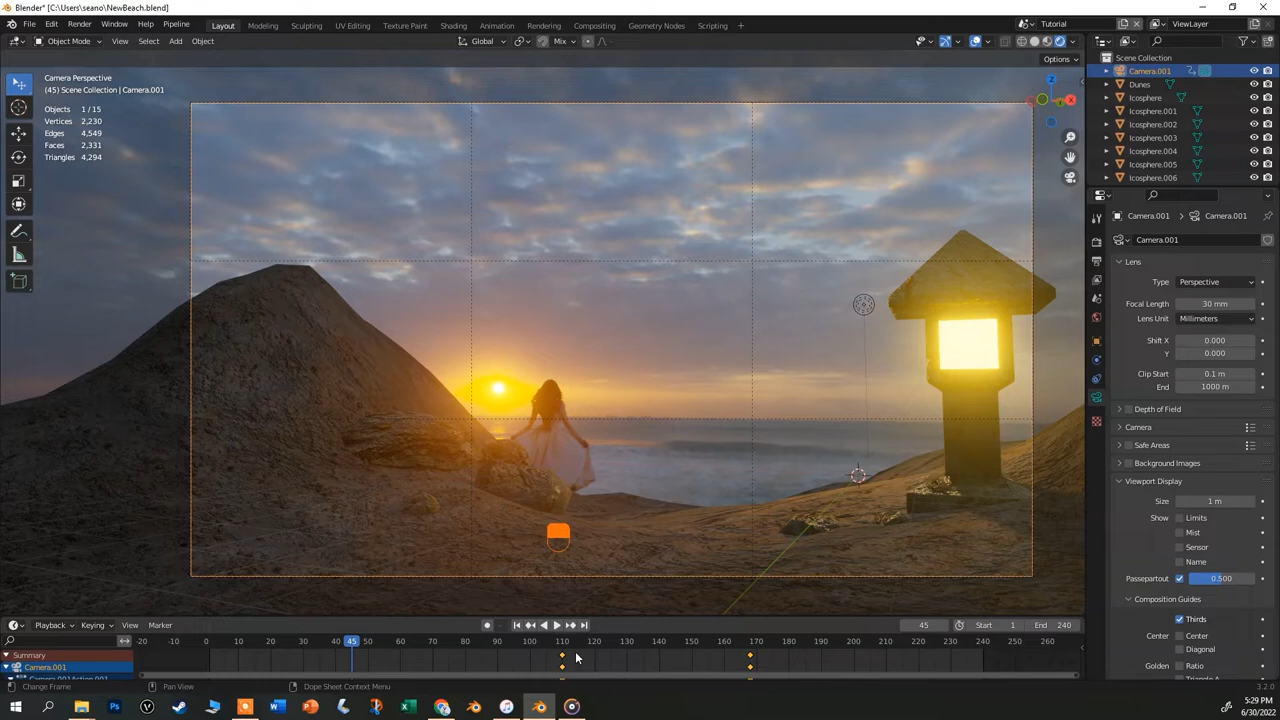 Blender* [C:\Users\seano\NewBeach.blend]
File Edit Render Window Help Pipeline Layout Modeling Sculpting UV Editing Texture Paint Shading Animation Rendering Compositing Geometry Nodes Scripting + Tutorial ViewLayer
Object Mode View Select Add Object Global Mix
Options
Camera Perspective
(45) Scene Collection | Camera.001
Objects 1 / 15
Vertices 2,230
Edges 4,549
Faces 2,331
Triangles 4,294
Z
X
Scene Collection
Camera.001
Dunes
Icosphere
Icosphere.001
Icosphere.002
Icosphere.003
Icosphere.004
Icosphere.005
Icosphere.006
Camera.001 > Camera.001
Camera.001
Lens
Type Perspective
Focal Length 30 mm
Lens Unit Millimeters
Shift X 0.000
Y 0.000
Clip Start 0.1 m
End 1000 m
Depth of Field
Camera
Safe Areas
Background Images
Viewport Display
Size 1 m
Show Limits
Mist
Sensor
Name
Passepartout 0.500
Composition Guides
Thirds
Center Center
Diagonal
Golden Ratio
Playback Keying View Marker 45 Start 1 End 240
-20 0 10 20 30 40 45 50 60 70 80 90 100 110 120 130 140 150 160 170 180 190 200 210 220 230 240 250 260
Summary
Camera.001
Camera.001Action.001
Change Frame Pan View Dope Sheet Context Menu 3.2.0
5:29 PM
6/30/2022